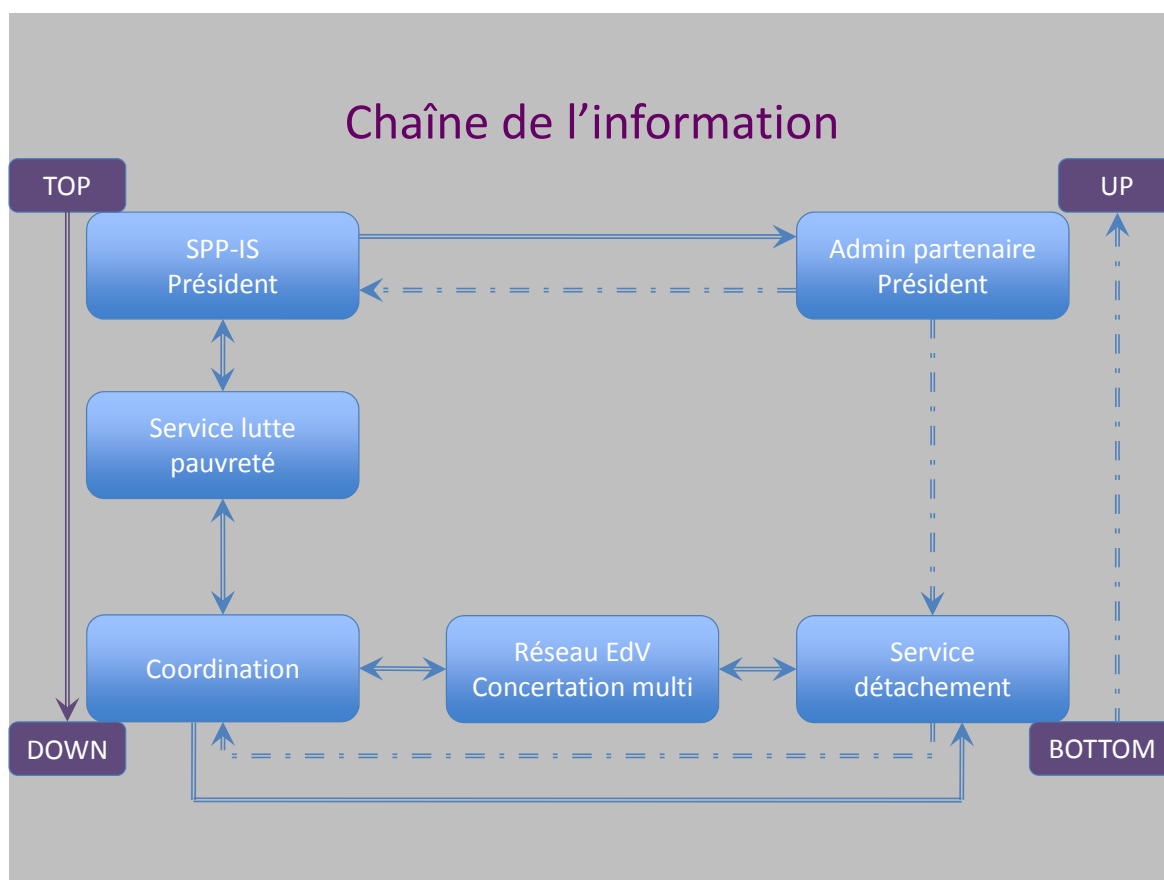 Chaîne de l’information
TOP
UP
SPP-IS
Président
Admin partenaire
Président
Service lutte
pauvreté
Coordination
Réseau EdV
Concertation multi
Service
détachement
DOWN
BOTTOM